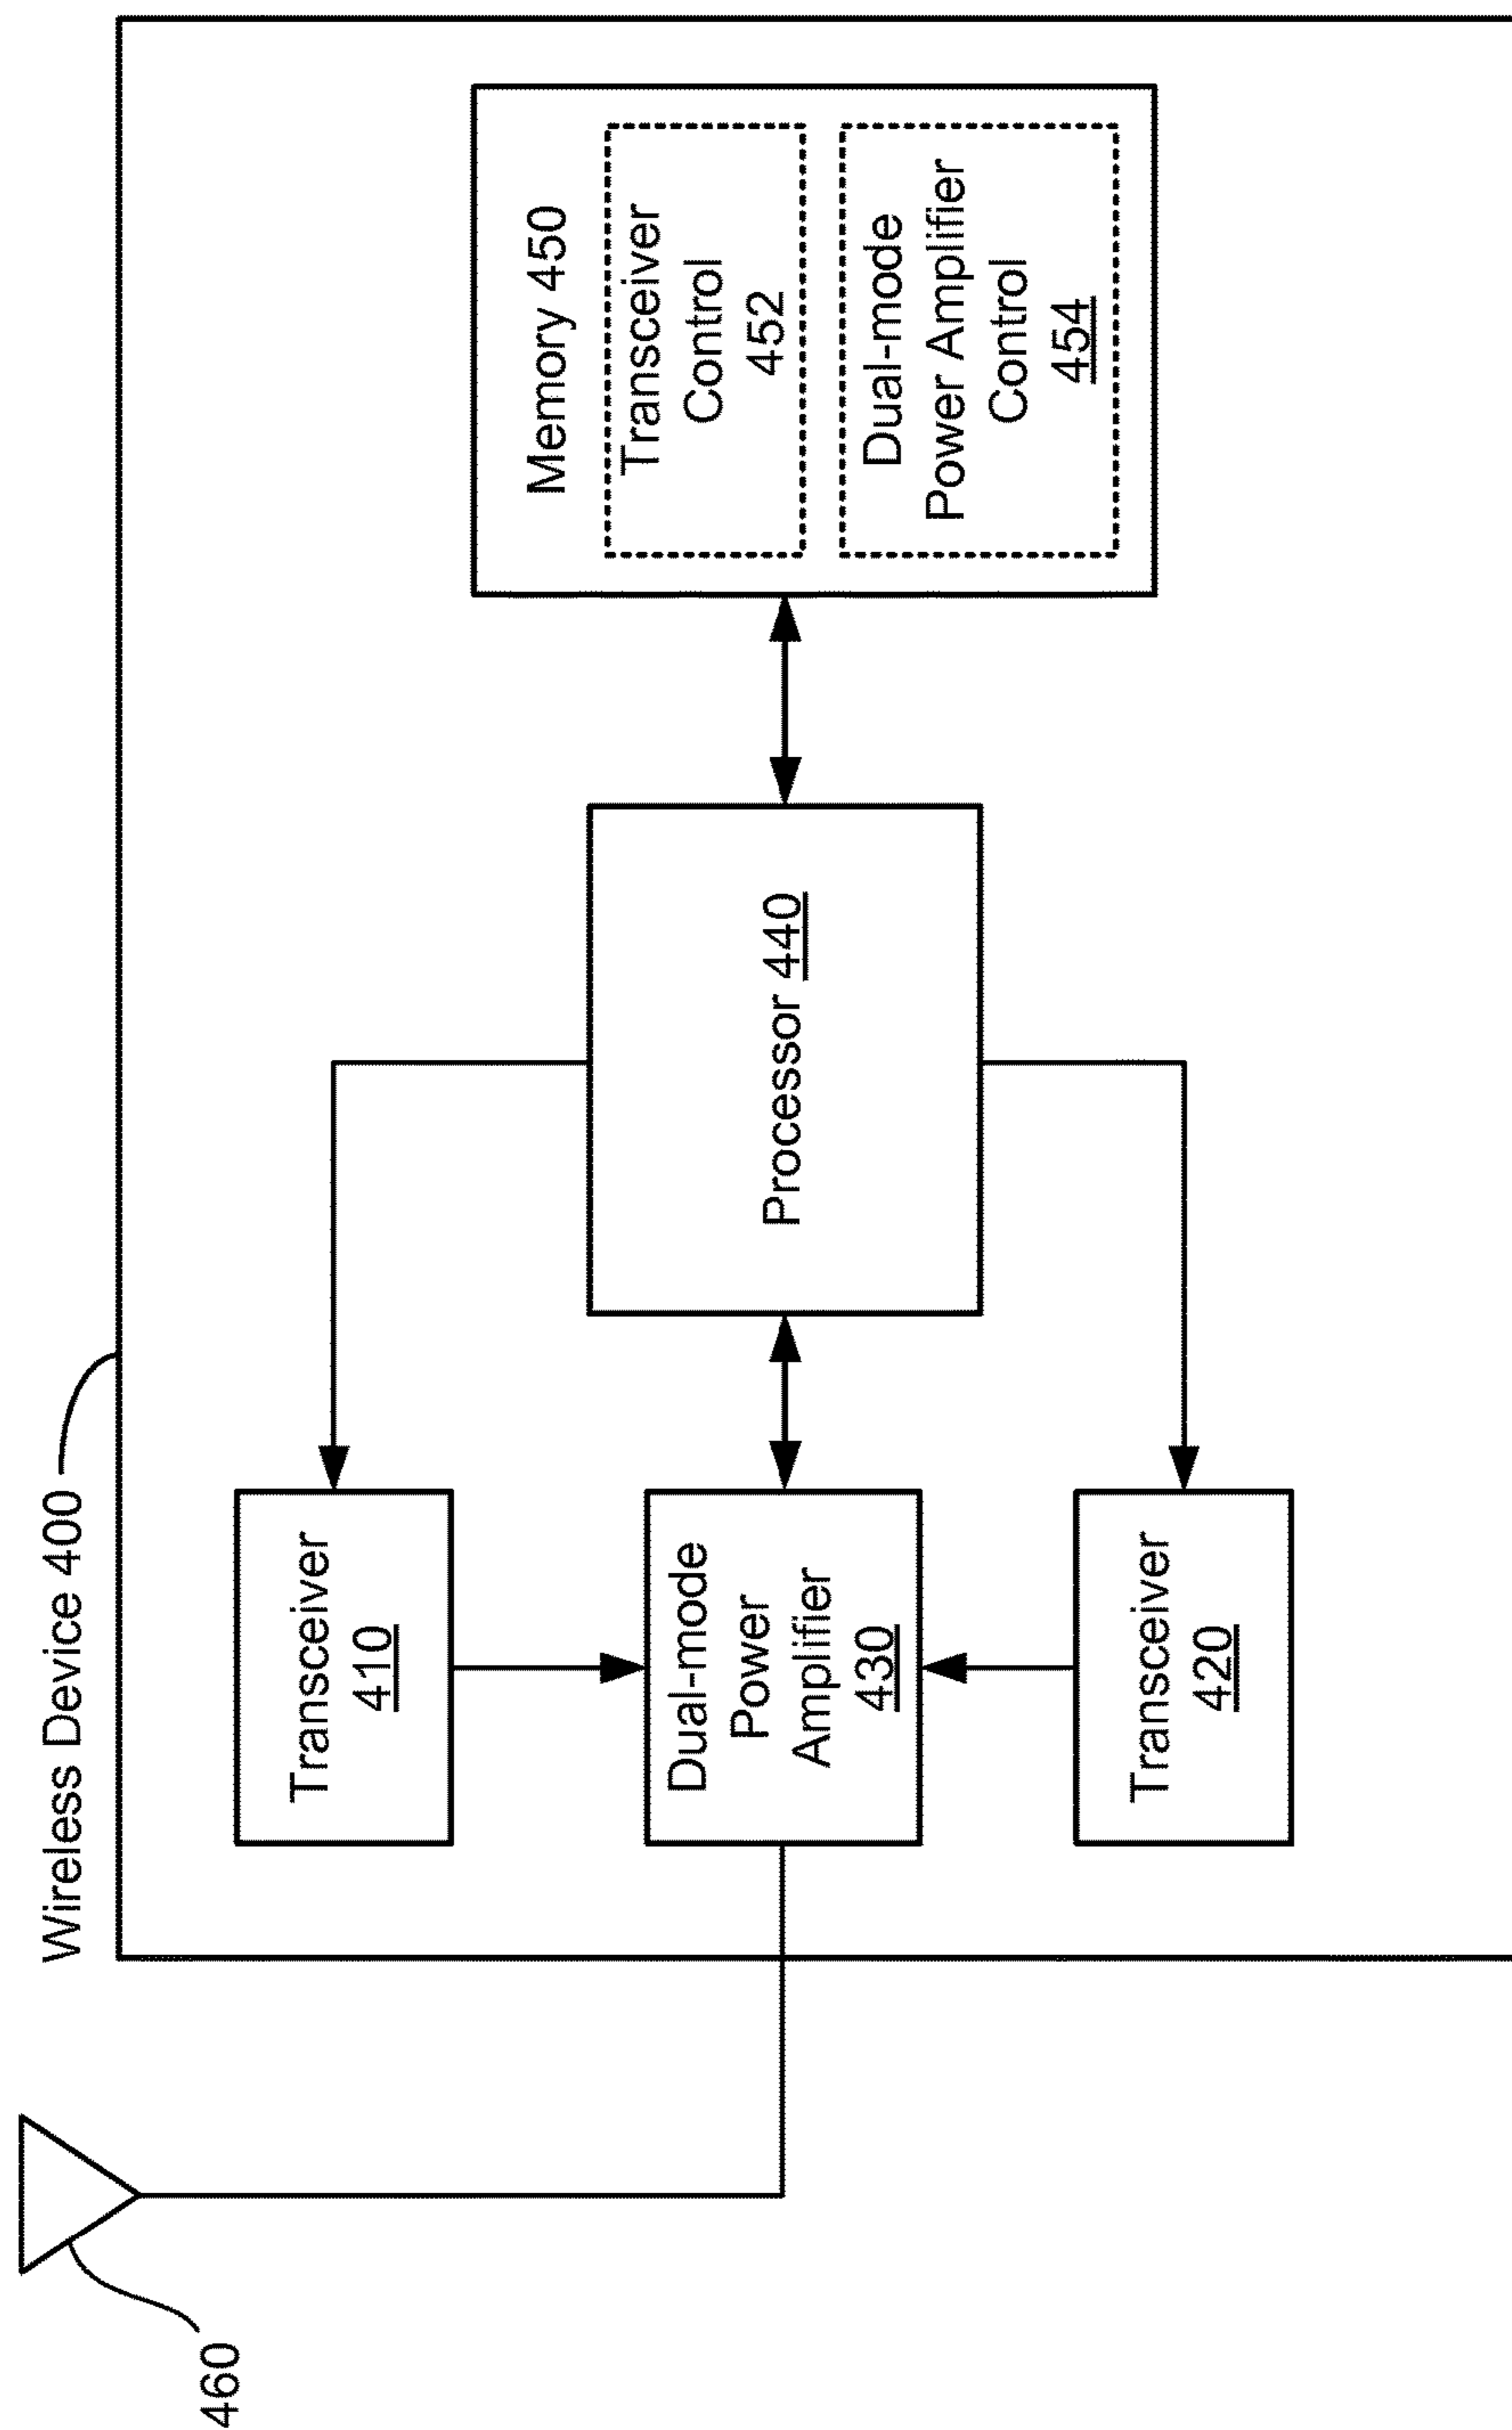 Wireless Device 400
460
Transceiver
410
Dual-mode
Power
Amplifier
430
Transceiver
420
Processor 440
Memory 450
Transceiver
Control
452
Dual-mode
Power Amplifier
Control
454